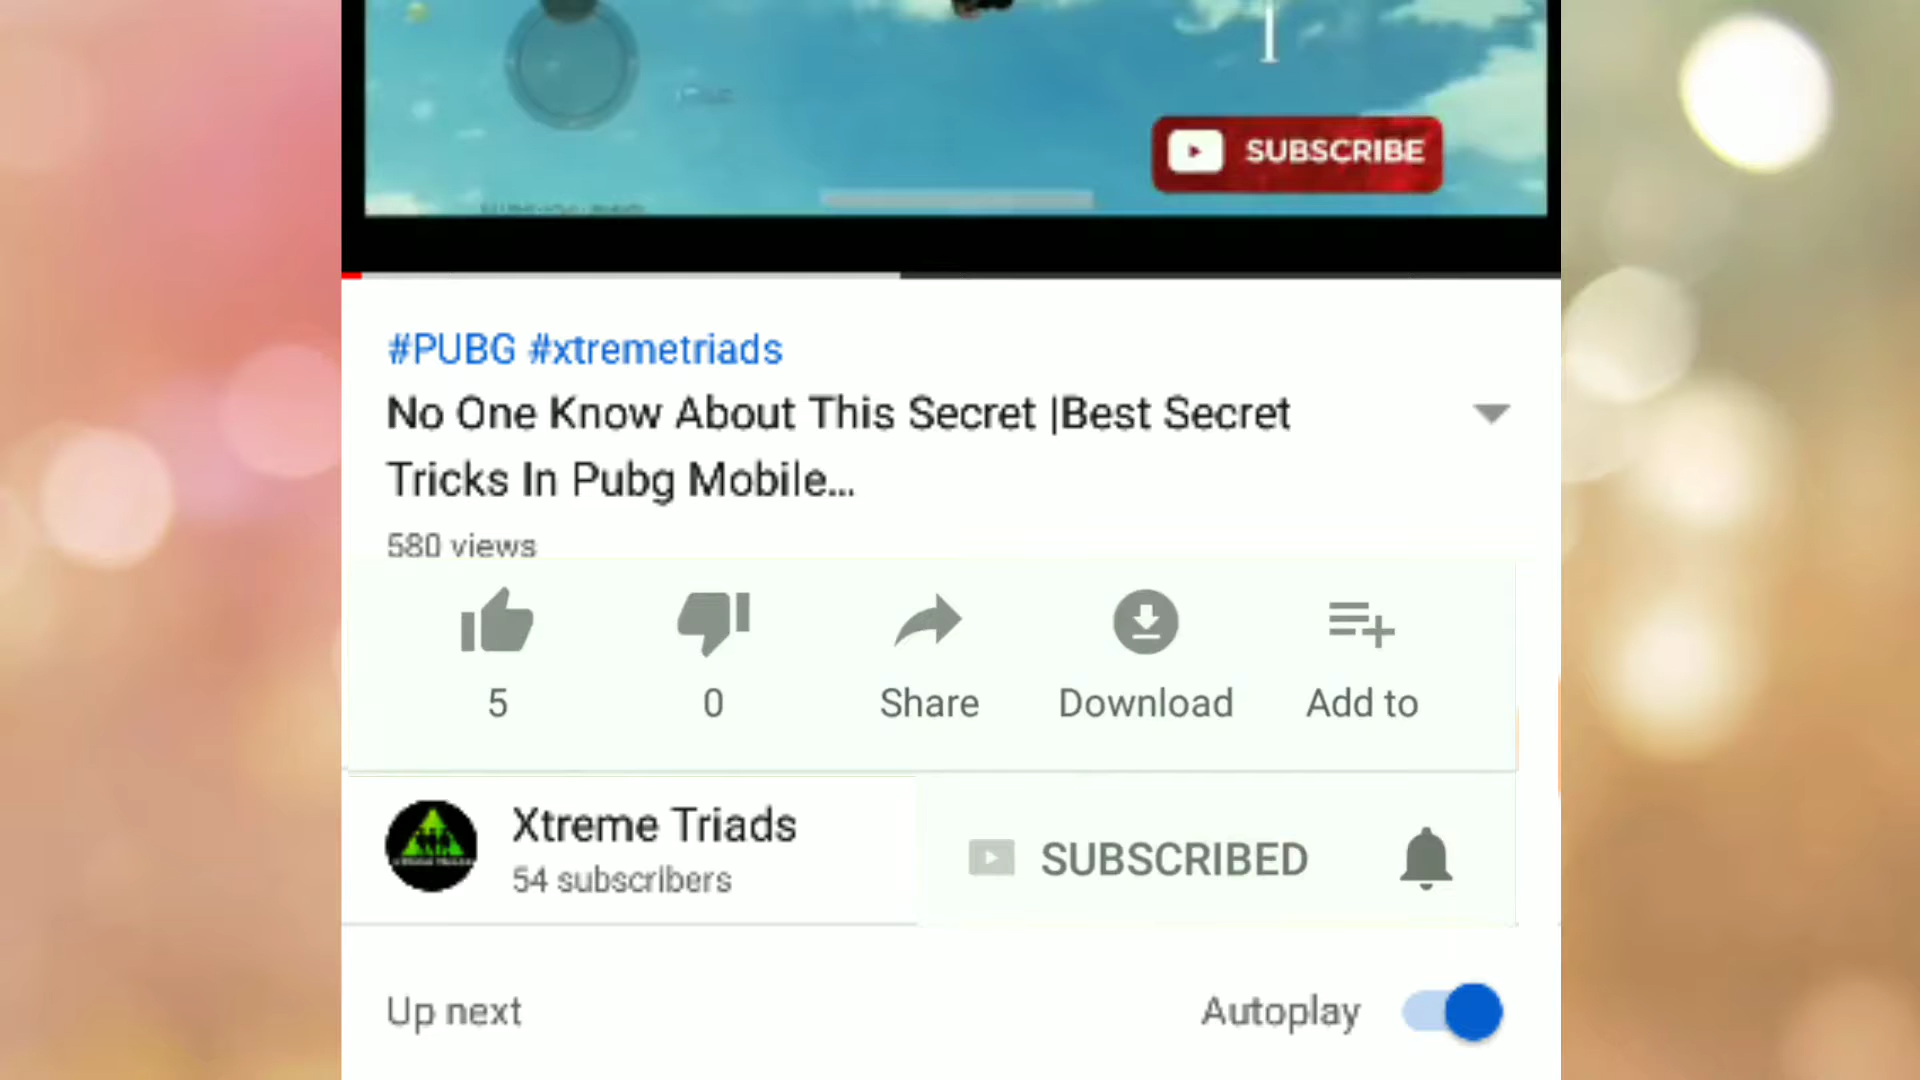 SUBSCRIBE
#PUBG #xtremetriads
No One Know About This Secret |Best Secret
Tricks In Pubg Mobile...
580 views
5
0
Share
Download
Add to
Xtreme Triads
54 subscribers
SUBSCRIBED
Up next
Autoplay